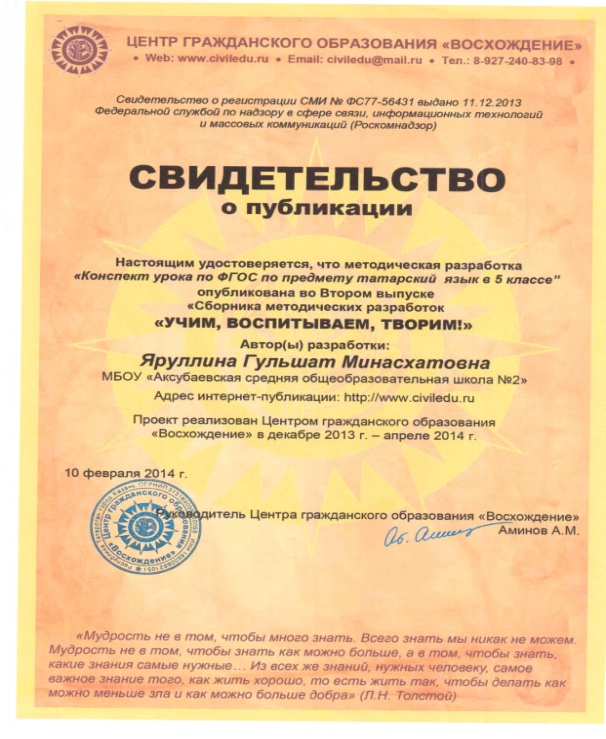 ЦЕНТР ГРАЖДАНСКОГО ОБРАЗОВАНИЯ «ВОСХОЖДЕНИЕ»
• Web: www.civiledu.ru • Email: civiledu@mail.ru • Тел.: 8-927-240-83-98 •
Свидетельство о регистрации СМИ № ФС77-56431 выдано 11.12.2013
Федеральной службой по надзору в сфере связи, информационных технологий
и массовых коммуникаций (Роскомнадзор)
СВИДЕТЕЛЬСТВО
о публикации
Настоящим удостоверяется, что методическая разработка
«Конспект урока по ФГОС по предмету татарский язык в 5 классе”
опубликована во Втором выпуске
«Сборника методических разработок
«УЧИМ, ВОСПИТЫВАЕМ, ТВОРИМ!»
Автор(ы) разработки:
Яруллина Гульшат Минасхатовна
МБОУ «Аксубаевская средняя общеобразовательная школа №2»
Адрес интернет-публикации: http://www.civiledu.ru
Проект реализован Центром гражданского образования
«Восхождение» в декабре 2013 г. – апреле 2014 г.
10 февраля 2014 г.
Центр гражданского образования
«Восхождение»
Руководитель Центра гражданского образования «Восхождение»
Аминов А.М.
«Мудрость не в том, чтобы много знать. Всего знать мы никак не можем.
Мудрость не в том, чтобы знать как можно больше, а в том, чтобы знать,
какие знания самые нужные… Из всех же знаний, нужных человеку, самое
важное знание того, как жить хорошо, то есть жить так, чтобы делать как
можно меньше зла и как можно больше добра» (Л.Н. Толстой)